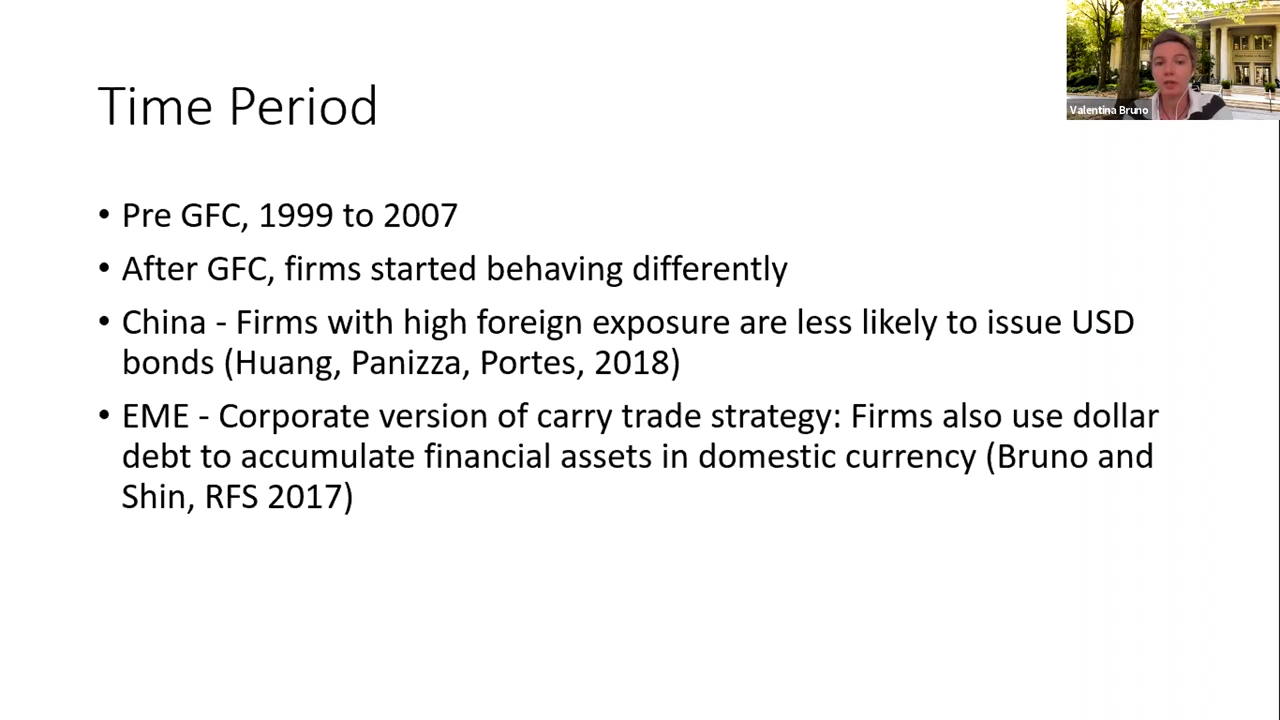 Time Period
Valentina Bruno
• Pre GFC, 1999 to 2007
• After GFC, firms started behaving differently
• China - Firms with high foreign exposure are less likely to issue USD
bonds (Huang, Panizza, Portes, 2018)
• EME - Corporate version of carry trade strategy: Firms also use dollar
debt to accumulate financial assets in domestic currency (Bruno and
Shin, RFS 2017)